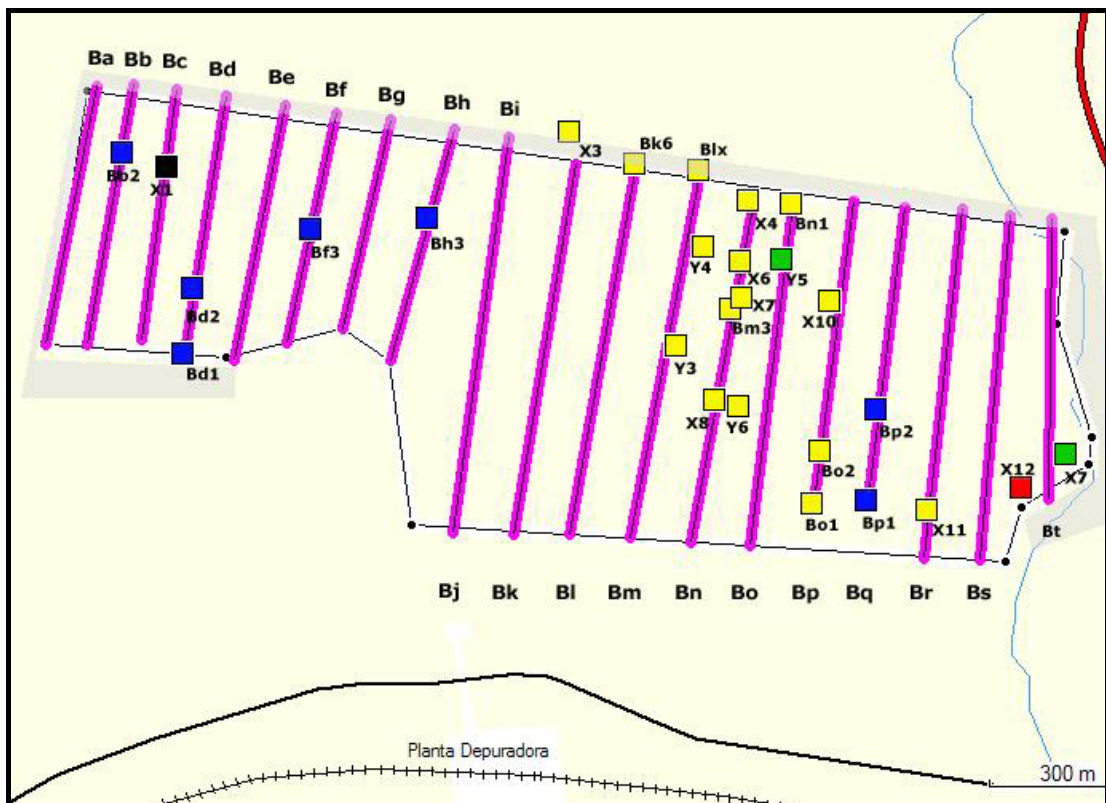 Ba Bb Bc Bd Be Bf Bg Bh Bi
X3
Bk6
Blx
Bb2
X1
X4
Bn1
Bf3
Bh3
Y4
X6
Y5
Bd2
X7
Bm3
X10
Y3
Bd1
X8
Y6
Bp2
Bo2
X12
X7
Bo1
Bp1
X11
Bt
Bj Bk Bl Bm Bn Bo Bp Bq Br Bs
Planta Depuradora
300 m